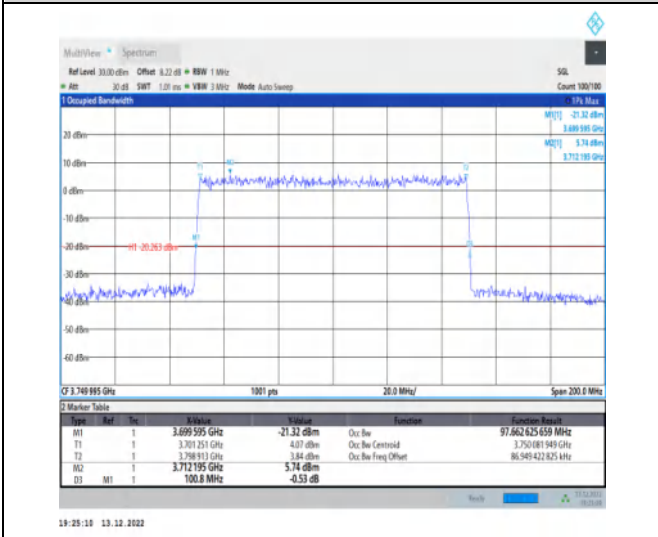 MultiView Spectrum
Ref Level 30.00 dBm Offset 8.22 dB RBW 1 MHz SGL
Att 30 dB SWT 1.01 ms VBW 3 MHz Mode Auto Sweep Count 100/100
1 Occupied Bandwidth 1Pk Max
M1[1] -21.32 dBm
3.699 595 GHz
M2[1] 5.74 dBm
3.712 195 GHz
20 dBm
10 dBm
T1 M2 T2
0 dBm
-10 dBm
M1
-20 dBm H1 -20.263 dBm
-30 dBm
-40 dBm
-50 dBm
-60 dBm
CF 3.749 995 GHz 1001 pts 20.0 MHz/ Span 200.0 MHz
2 Marker Table
Type Ref Trc X-Value Y-Value Function Function Result
M1 1 3.699 595 GHz -21.32 dBm Occ Bw 97.662 625 659 MHz
T1 1 3.701 251 GHz 4.07 dBm Occ Bw Centroid 3.750 081 949 GHz
T2 1 3.798 913 GHz 3.84 dBm Occ Bw Freq Offset 86.949 422 825 kHz
M2 1 3.712 195 GHz 5.74 dBm
D3 M1 1 100.8 MHz -0.53 dB
Ready
19:25:10 13.12.2022